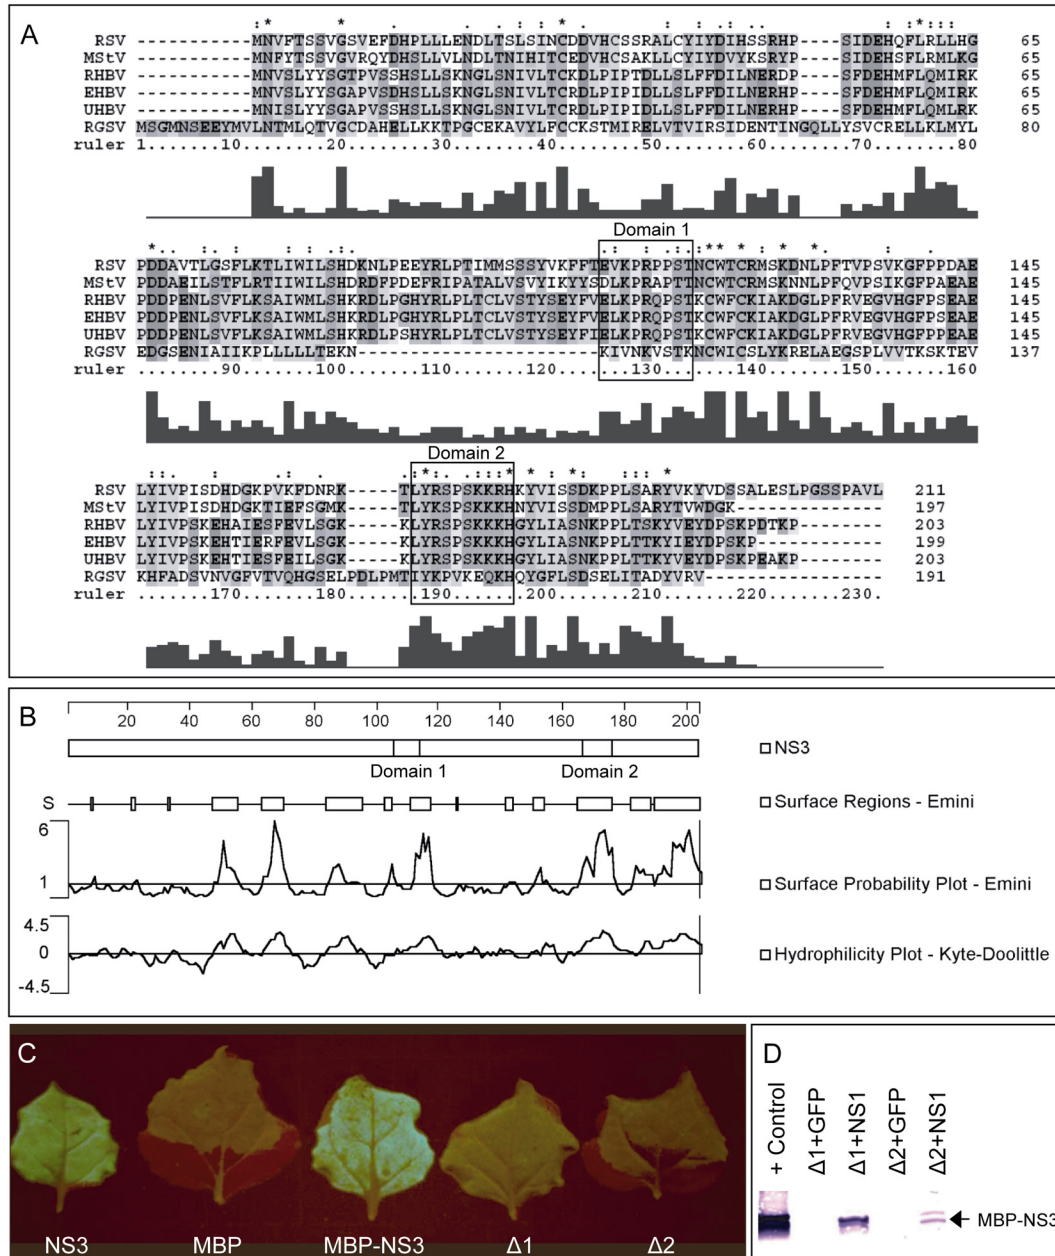 A
:* * . . : : * . : . : : . : . : * : : :
RSV -----------MNVFTSSVGSVEFDHPLLLENDLTSLSINCDDVHCSSRALCYIYDIHSSRHP----SIDEHQFLRLLHG 65
MStV -----------MNFYTSSVGVRQYDHSLLVLNDLTNIHITCEDVHCSAKLLCYIYDVYKSRYP----SIDEHSFLRMLKG 65
RHBV -----------MNVSLYYSGTPVSSHSLLSKNGLSNIVLTCKDLPIPTDLLSLFFDILNERDP----SFDEHMFLQMIRK 65
EHBV -----------MNVSLYYSGAPVSSDHSLLSKNGLSNIVLTCRDLPIPIDLLSLFFDILNERHP----SFDEHMFLQMIRK 65
UHBV -----------MNISLYYSGAPVSSHSLLSKNGLSNIVLTCRDLPIPIDLLSLFFDILNERHP----SFDEHMFLQMLRK 65
RGSV MSGMNSEEYMVLNTMLQTVGCDAHELLKKTPGCEKAVYLFCCKSTMIRELVTVIRSIDENTINGQLLYSVCRELLKLMYL 80
ruler 1.......10........20........30........40........50........60........70........80
Domain 1
*. . : . : . : : . : . : . : . : * * . * : . * . . * . : .
RSV PDDAVTLGSFLKTLIWILSHDKNLPEEYRLPTIMMSSSYVKFFTEVKPRPPSTNCWTCRMSKDNLPFTVPSVKGFPPDAE 145
MStV PDDAEILSTFLRTIIWILSHDRDFPDEFRIPATALVSVYIKYYSDLKPRAPTTNCWTCRMSKNNLPFQVPSIKGFPAEAE 145
RHBV PDDPENLSVFLKSAIWMLSHKRDLPGHYRLPLTCLVSTYSEYFVELKPRQPSTKCWFCKIAKDGLPFRVEGVHGFPSEAE 145
EHBV PDDPENLSVFLKSAIWMLSHKRDLPGHYRLPLTCLVSTYSEYFVELKPRQPSTKCWFCKIAKDGLPFRVEGVHGFPSEAE 145
UHBV PDDPENLSVFLKSAIWMLSHKRDLPSHYRLPLTCLVSTYSEYFIELKPRQPSTKCWFCKIAKDGLPFRVEGVHGFPPEAE 145
RGSV EDGSENIAIIKPLLLLLTEKN-----------------------KIVNKVSTKNCWICSLYKRELAEGSPLVVTKSKTEV 137
ruler ........90.......100.......110.......120.......130.......140.......150.......160
Domain 2
: : . . * . : . . : * : . : : : * * : . * . : : : *
RSV LYIVPISDHDGKPVKFDNRK-----TLYRSPSKKRHKYVISSDKPPLSARYVKYVDSSALESLPGSSPAVL 211
MStV LYIVPISDHDGKTIEFSGMK-----TLYRSPSKKKHNYVISSDMPPLSARYTVWDGK-------------- 197
RHBV LYIVPSKEHAIESFEVLSGK-----KLYRSPSKKKHGYLIASNKPPLTSKYVEYDPSKPDTKP-------- 203
EHBV LYIVPSKEHTIERFEVLSGK-----KLYRSPSKKKHGYLIASNKPPLTTKYVIEYDPSKP----------- 199
UHBV LYIVPSKEHTIESFEILSGK-----KLYRSPSKKKHGYLIASNKPPLTTKYVEYDPSKPEAKP-------- 203
RGSV KHFADSVNVGFVTVQHGSELPDLPMTIYKPVKEQKHQYGFLSDSELITADYVRV----------------- 191
ruler .......170.......180.......190.......200.......210.......220.......230..
B
20 40 60 80 100 120 140 160 180 200
NS3
Domain 1 Domain 2
S Surface Regions - Emini
6
1 Surface Probability Plot - Emini
4.5
0 Hydrophilicity Plot - Kyte-Doolittle
-4.5
C
NS3 MBP MBP-NS3 Δ1 Δ2
D
+ Control
Δ1+GFP
Δ1+NS1
Δ2+GFP
Δ2+NS1
MBP-NS3